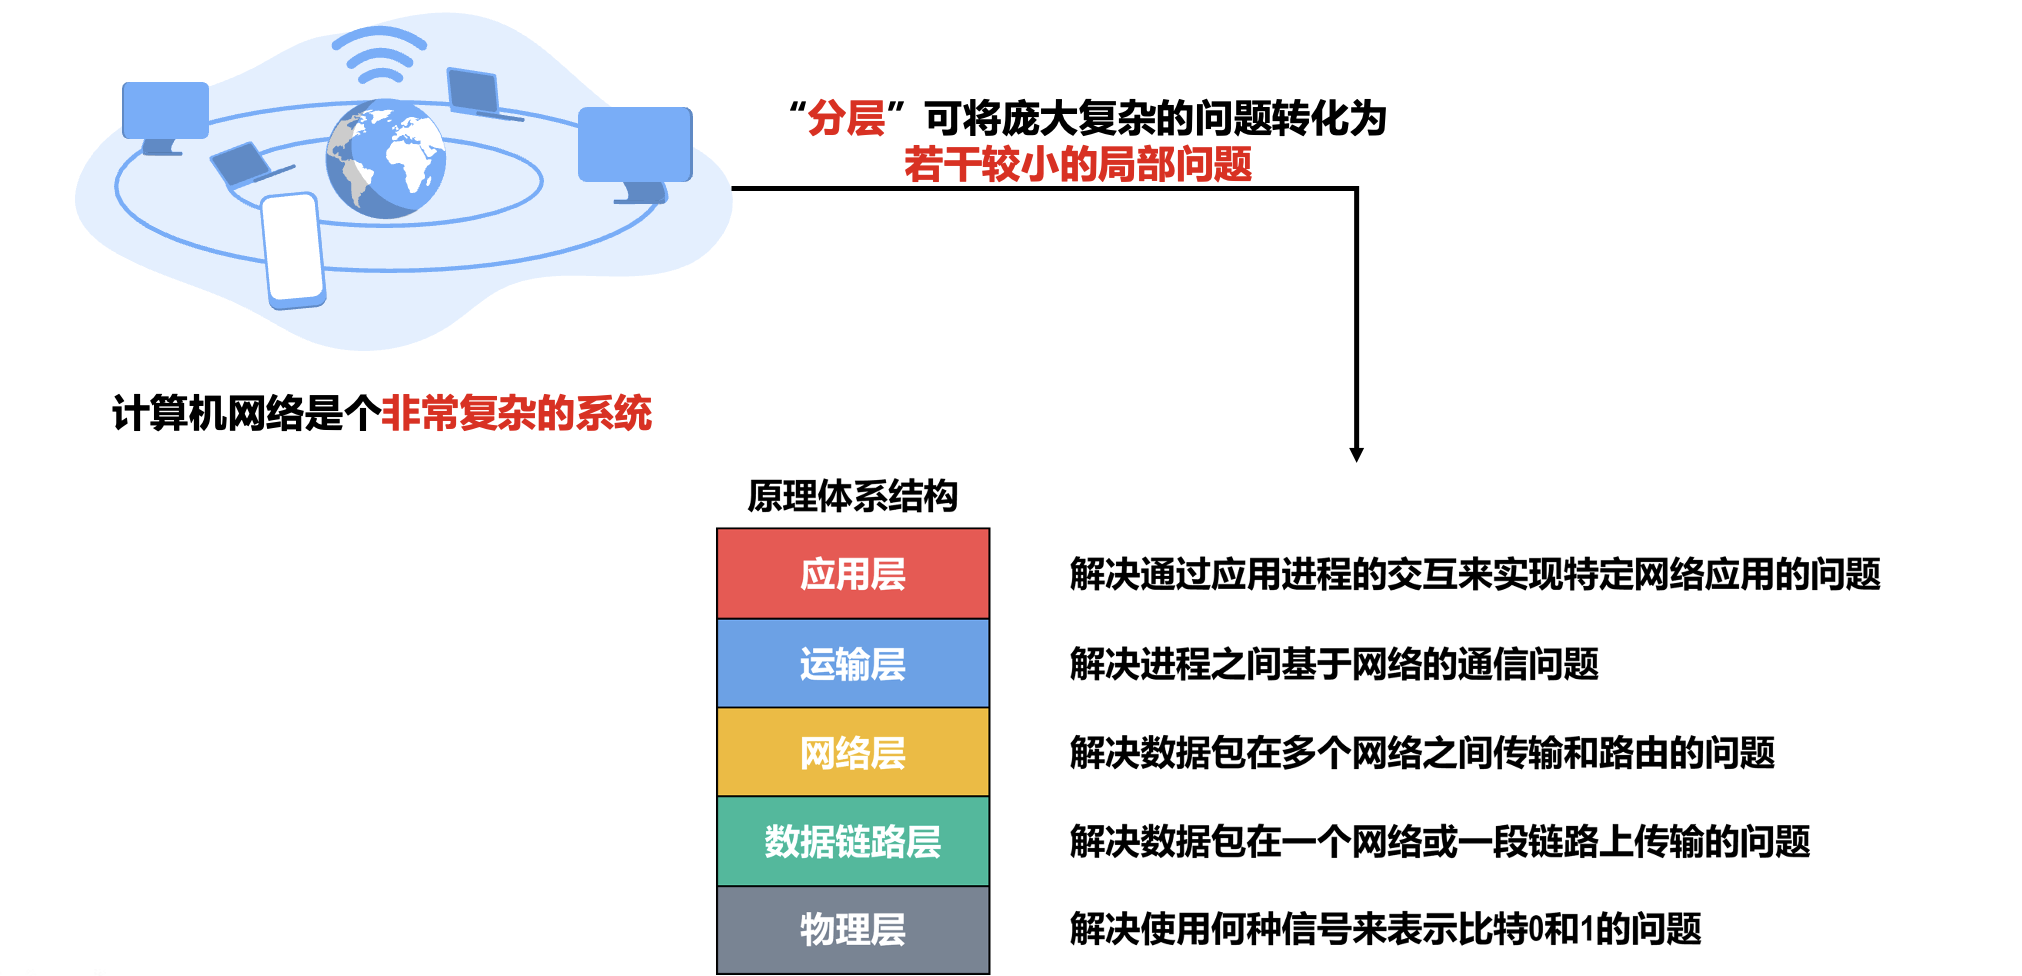 “分层”可将庞大复杂的问题转化为
若干较小的局部问题
计算机网络是个非常复杂的系统
原理体系结构
应用层
解决通过应用进程的交互来实现特定网络应用的问题
运输层
解决进程之间基于网络的通信问题
网络层
解决数据包在多个网络之间传输和路由的问题
数据链路层
解决数据包在一个网络或一段链路上传输的问题
物理层
解决使用何种信号来表示比特0和1的问题